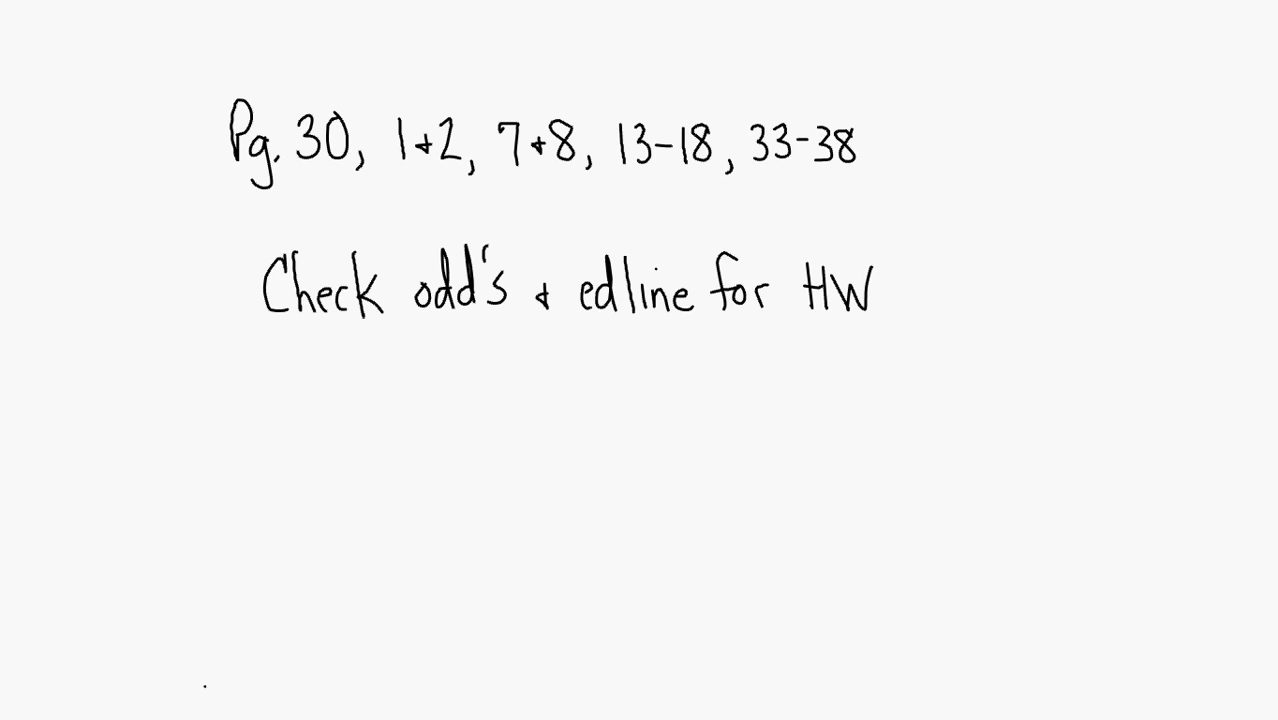 Pg. 30, 1+2, 7+8, 13-18, 33-38
Check odd's + edline for HW